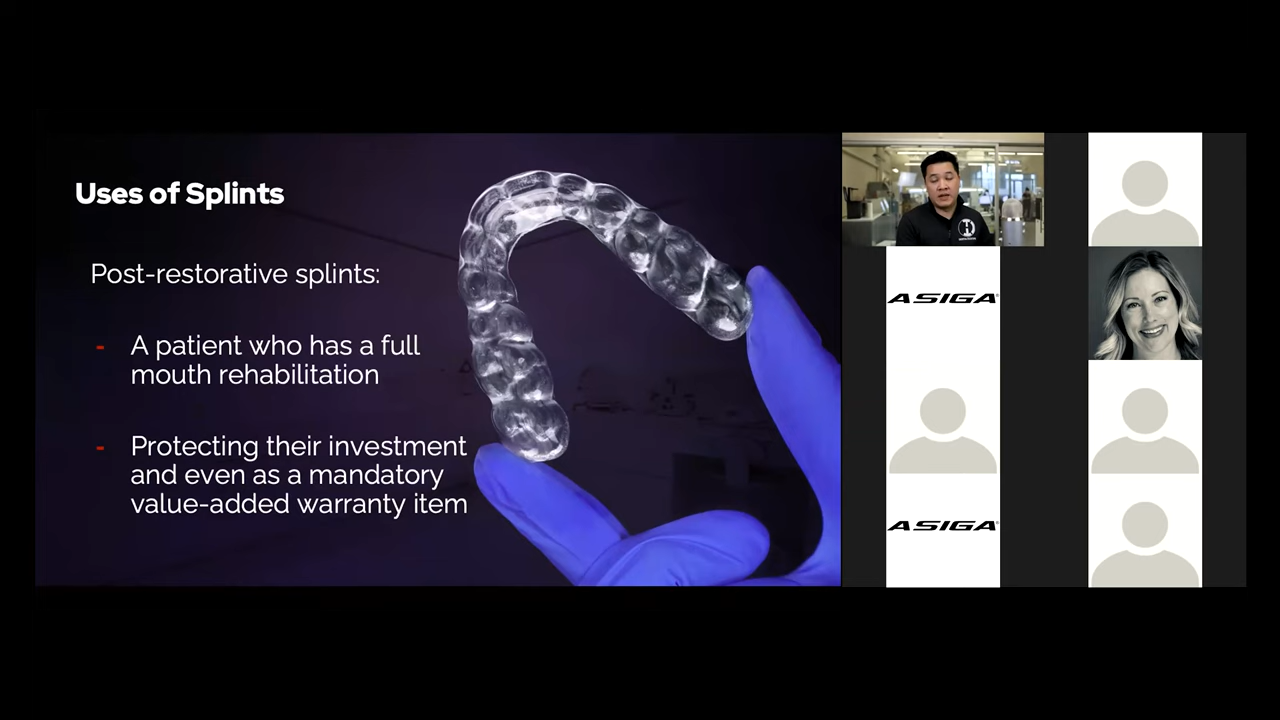 Uses of Splints
Post-restorative splints:
- A patient who has a full
mouth rehabilitation
- Protecting their investment
and even as a mandatory
value-added warranty item
ASIGA®
ASIGA®